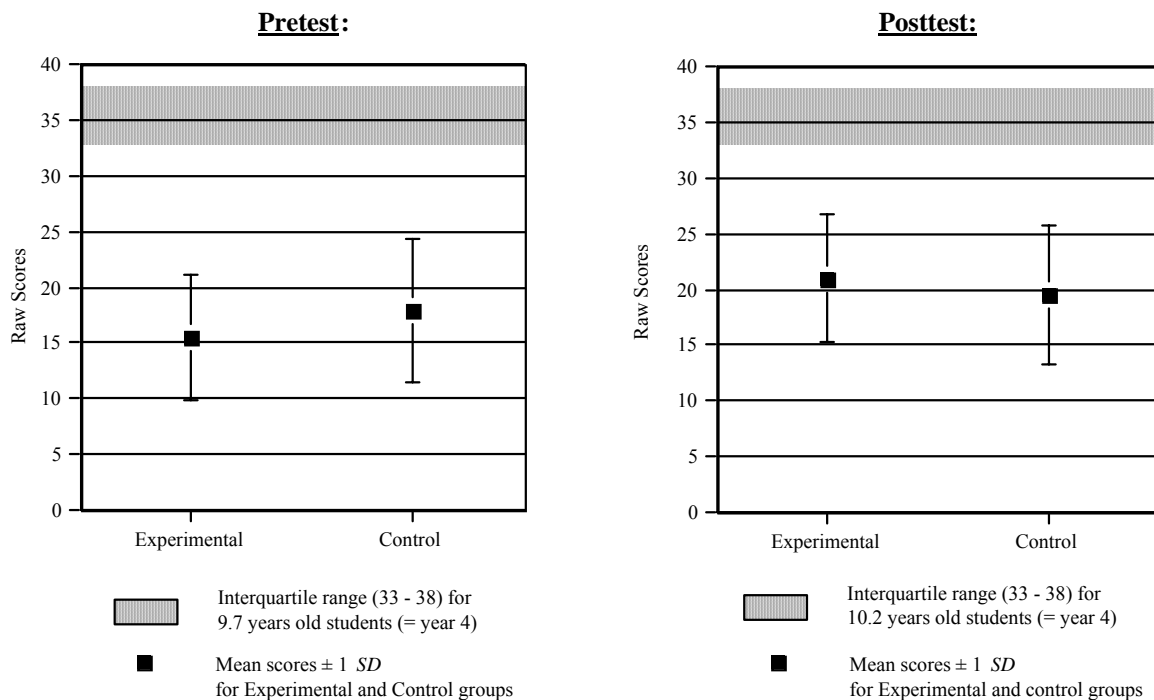 Pretest:
40
35
30
25
20
15
10
5
0
Raw Scores
Experimental Control
Interquartile range (33 - 38) for
9.7 years old students (= year 4)
Mean scores ± 1 SD
for Experimental and Control groups
Posttest:
40
35
30
25
20
15
10
5
0
Raw Scores
Experimental Control
Interquartile range (33 - 38) for
10.2 years old students (= year 4)
Mean scores ± 1 SD
for Experimental and control groups